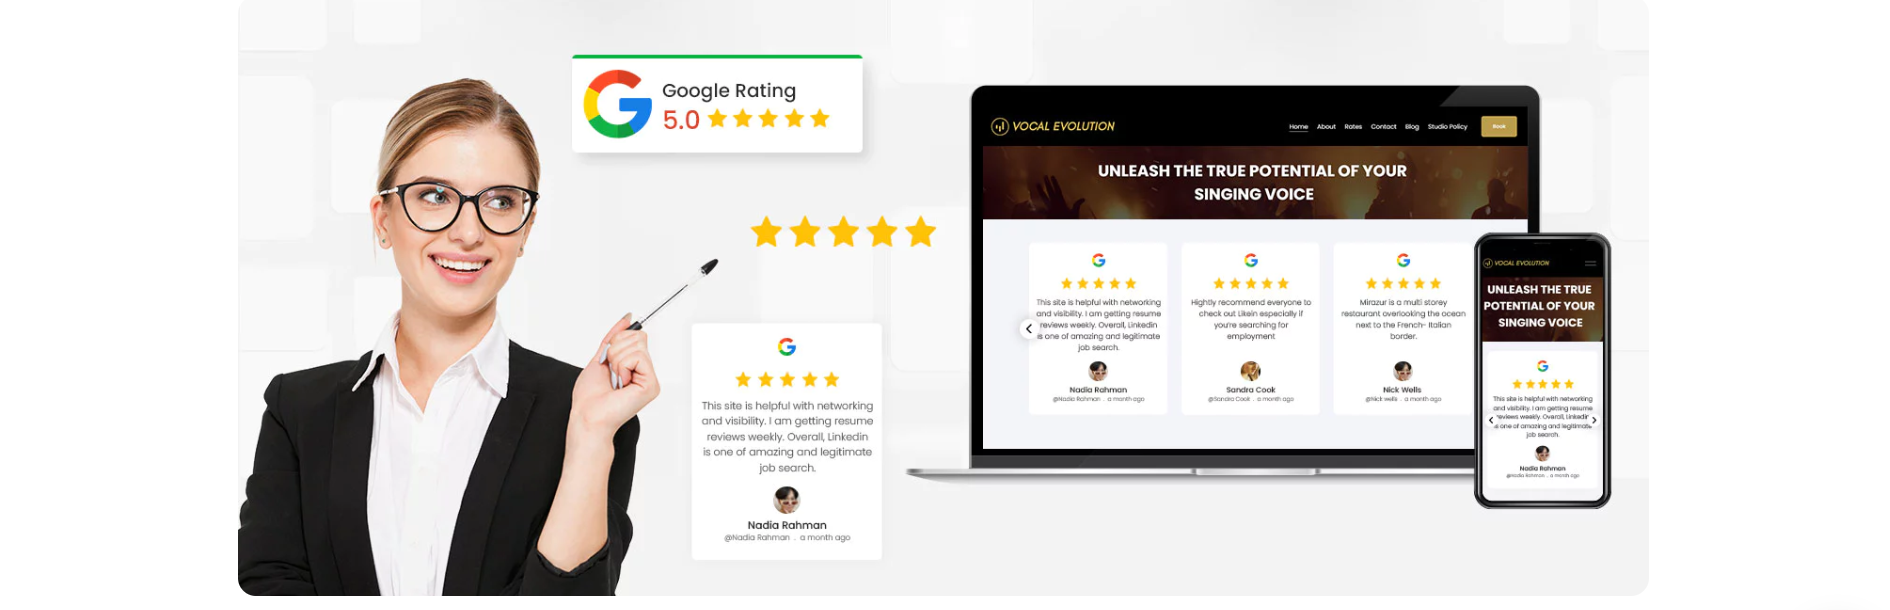 Google Rating
5.0
This site is helpful with networking
and visibility. I am getting resume
reviews weekly. Overall, Linkedin
is one of amazing and legitimate
job search.
Nadia Rahman
@Nadia Rahman . a month ago
VOCAL EVOLUTION
Home About Rates Contact Blog Studio Policy Book
UNLEASH THE TRUE POTENTIAL OF YOUR
SINGING VOICE
This site is helpful with networking
and visibility. I am getting resume
reviews weekly. Overall, Linkedin
is one of amazing and legitimate
job search.
Nadia Rahman
@Nadia Rahman . a month ago
Hightly recommend everyone to
check out Likein especially if
you're searching for
employment
Sandra Cook
@Sandra Cook . a month ago
Mirazur is a multi storey
restaurant overlooking the ocean
next to the French- Italian
border.
Nick Wells
@Nick wells . a month ago
VOCAL EVOLUTION
UNLEASH THE TRUE
POTENTIAL OF YOUR
SINGING VOICE
This site is helpful with networking
and visibility. I am getting resume
reviews weekly. Overall, Linkedin
is one of amazing and legitimate
job search.
Nadia Rahman
@Nadia Rahman . a month ago